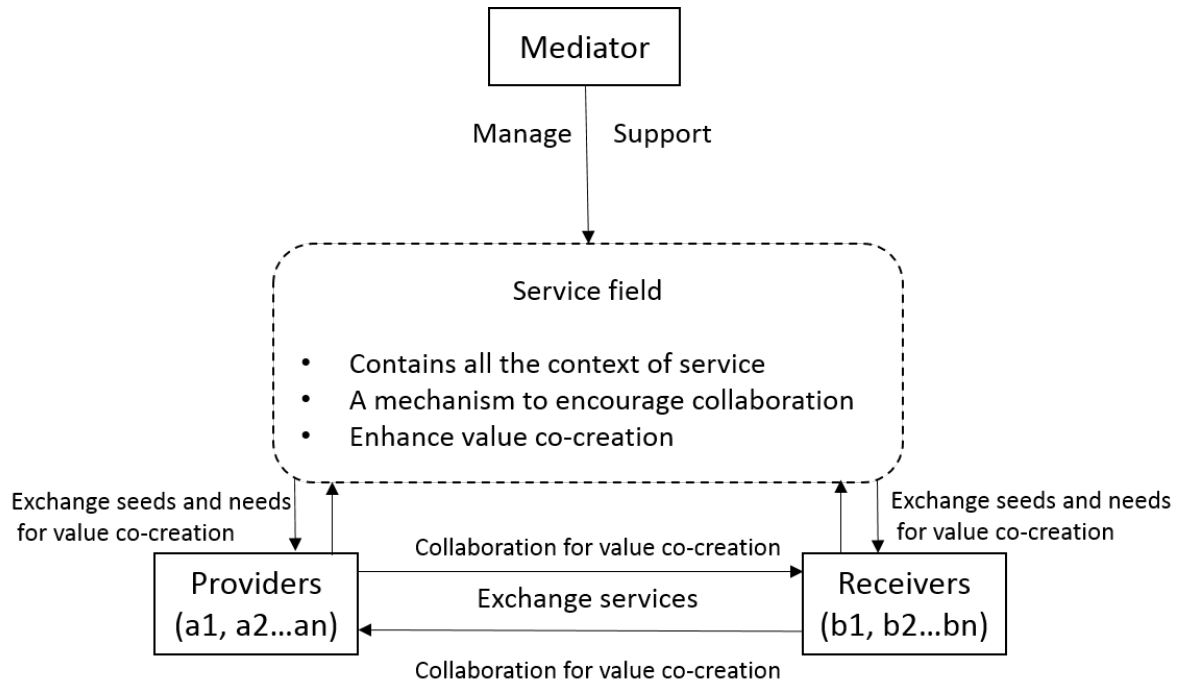 Mediator
Manage Support
Service field
• Contains all the context of service
• A mechanism to encourage collaboration
• Enhance value co-creation
Exchange seeds and needs
for value co-creation
Exchange seeds and needs
for value co-creation
Collaboration for value co-creation
Providers
(a1, a2...an)
Exchange services
Receivers
(b1, b2...bn)
Collaboration for value co-creation